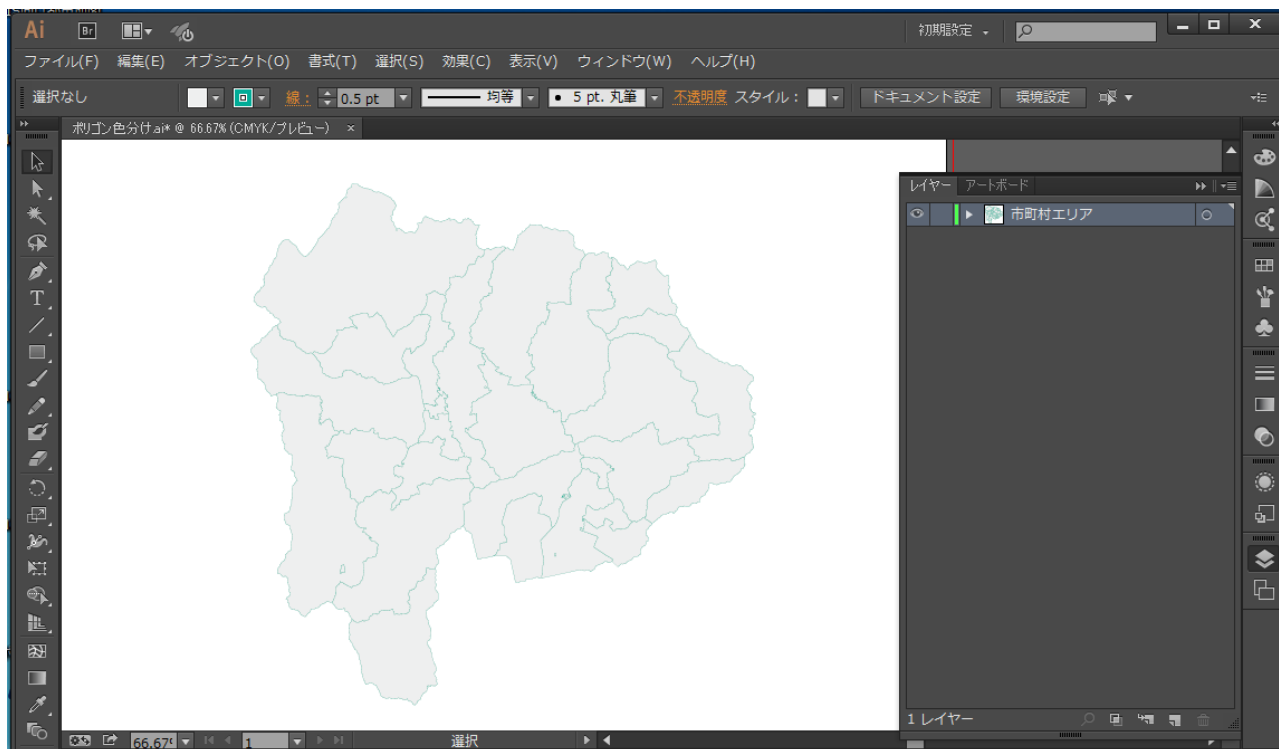 Ai Br 初期設定
ファイル(F) 編集(E) オブジェクト(O) 書式(T) 選択(S) 効果(C) 表示(V) ウィンドウ(W) ヘルプ(H)
選択なし 線: 0.5 pt 均等 5 pt. 丸筆 不透明度 スタイル: ドキュメント設定 環境設定
ポリゴン色分け.ai* @ 66.67% (CMYK/プレビュー) ×
レイヤー アートボード
市町村エリア
1 レイヤー
66.67 1 選択